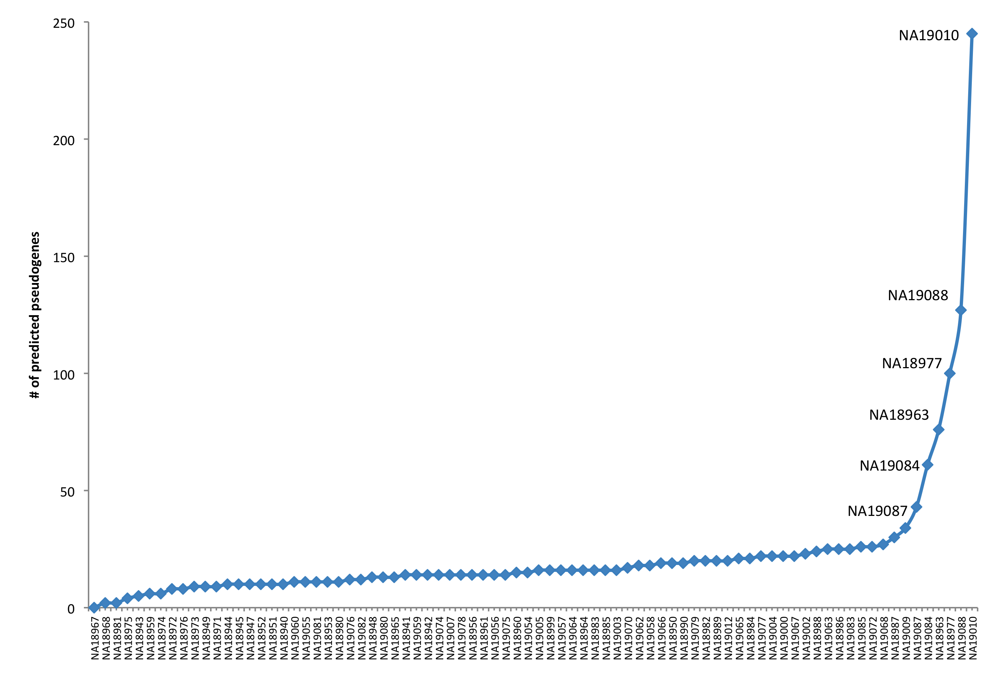 250
200
150
100
50
0
# of predicted pseudogenes
NA19010
NA19088
NA18977
NA18963
NA19084
NA19087
NA18967
NA18968
NA18981
NA18975
NA18943
NA18959
NA18974
NA18972
NA18976
NA18973
NA18949
NA18971
NA18944
NA18945
NA18947
NA18952
NA18951
NA18940
NA19060
NA19055
NA19081
NA18953
NA18980
NA19076
NA19082
NA18948
NA19080
NA18965
NA18941
NA19059
NA18942
NA19074
NA19007
NA19078
NA18956
NA18961
NA19056
NA19075
NA18960
NA19054
NA19005
NA18999
NA19057
NA19064
NA18964
NA18983
NA18985
NA19003
NA19070
NA19062
NA19058
NA19066
NA18950
NA18990
NA19079
NA18982
NA18989
NA19012
NA19065
NA18984
NA19077
NA19004
NA19000
NA19067
NA19002
NA18988
NA19063
NA18986
NA19083
NA19085
NA19072
NA19068
NA18987
NA19009
NA19087
NA19084
NA18963
NA18977
NA19088
NA19010